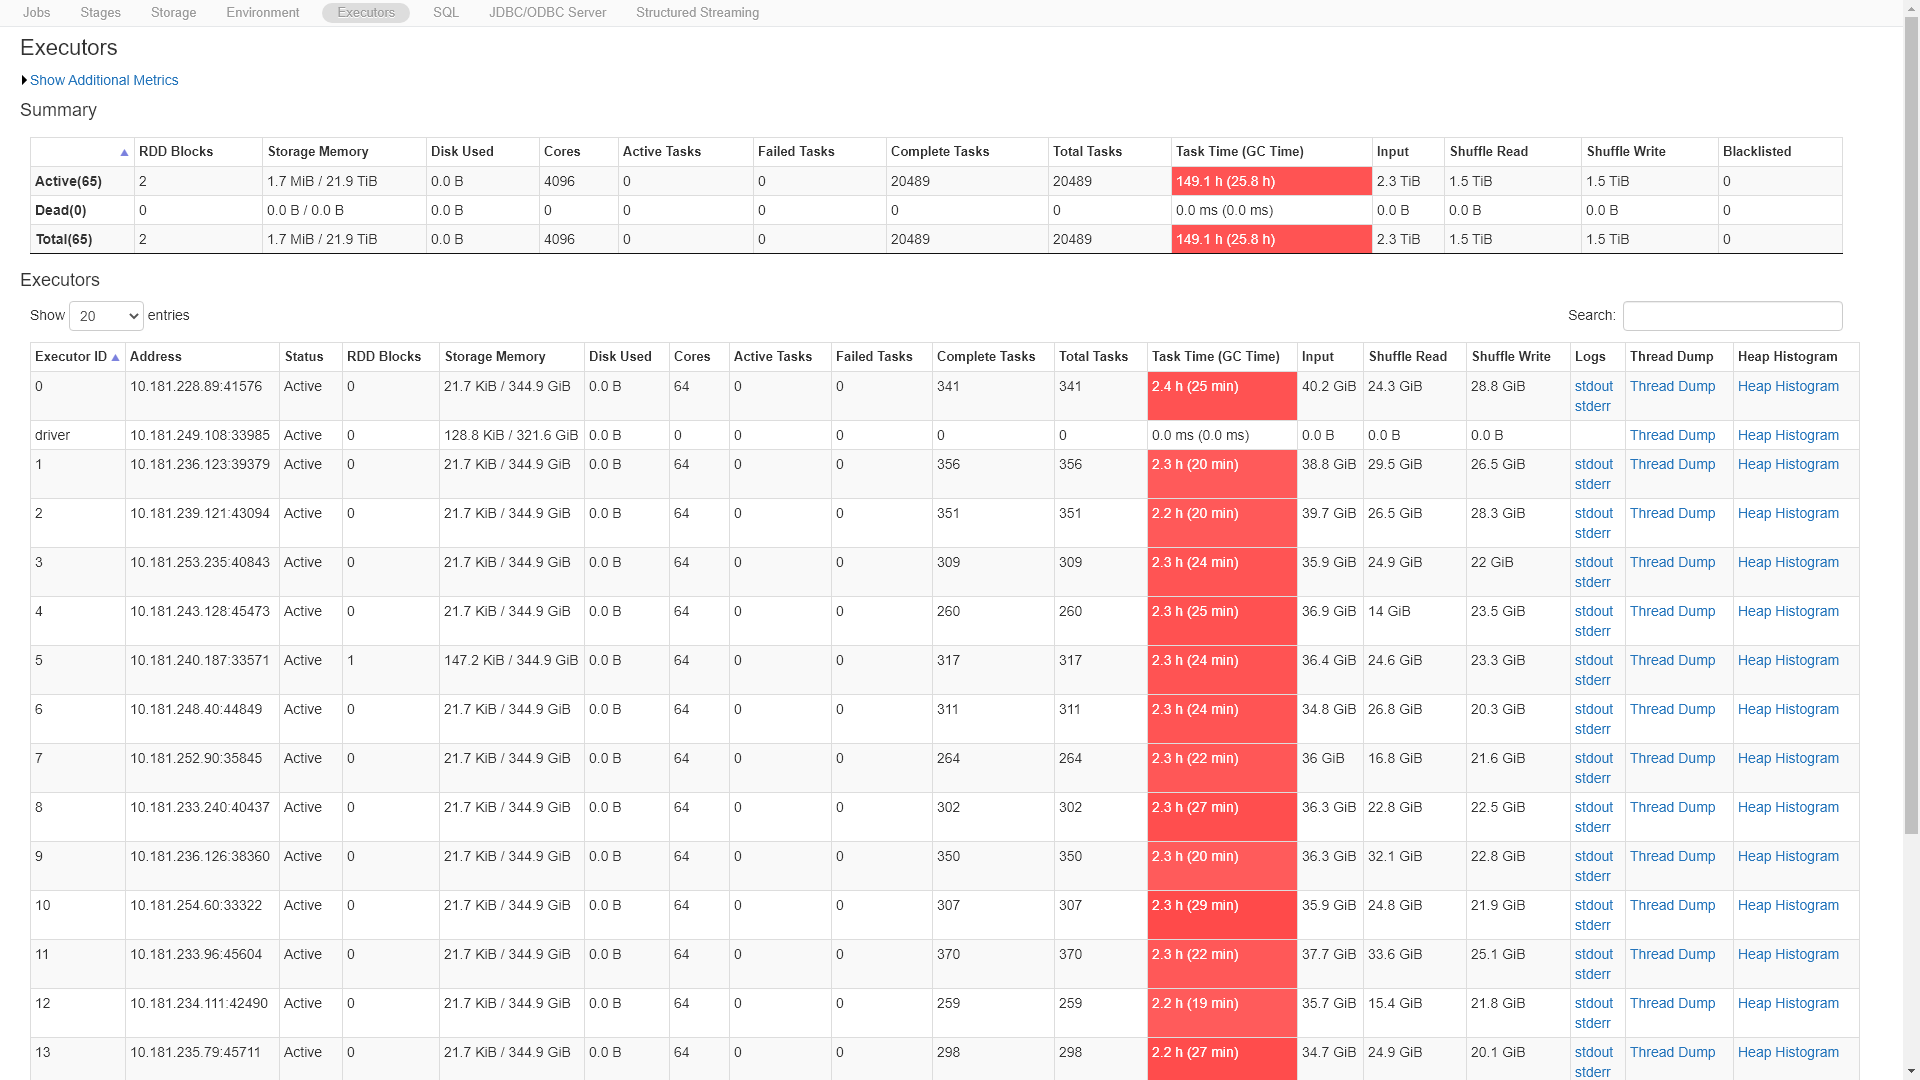 Jobs Stages Storage Environment Executors SQL JDBC/ODBC Server Structured Streaming
Executors
Show Additional Metrics
Summary
RDD Blocks Storage Memory Disk Used Cores Active Tasks Failed Tasks Complete Tasks Total Tasks Task Time (GC Time) Input Shuffle Read Shuffle Write Blacklisted
Active(65) 2 1.7 MiB / 21.9 TiB 0.0 B 4096 0 0 20489 20489 149.1 h (25.8 h) 2.3 TiB 1.5 TiB 1.5 TiB 0
Dead(0) 0 0.0 B / 0.0 B 0.0 B 0 0 0 0 0 0.0 ms (0.0 ms) 0.0 B 0.0 B 0.0 B 0
Total(65) 2 1.7 MiB / 21.9 TiB 0.0 B 4096 0 0 20489 20489 149.1 h (25.8 h) 2.3 TiB 1.5 TiB 1.5 TiB 0
Executors
Show 20 entries Search:
Executor ID Address Status RDD Blocks Storage Memory Disk Used Cores Active Tasks Failed Tasks Complete Tasks Total Tasks Task Time (GC Time) Input Shuffle Read Shuffle Write Logs Thread Dump Heap Histogram
0 10.181.228.89:41576 Active 0 21.7 KiB / 344.9 GiB 0.0 B 64 0 0 341 341 2.4 h (25 min) 40.2 GiB 24.3 GiB 28.8 GiB stdout Thread Dump Heap Histogram
stderr
driver 10.181.249.108:33985 Active 0 128.8 KiB / 321.6 GiB 0.0 B 0 0 0 0 0 0.0 ms (0.0 ms) 0.0 B 0.0 B 0.0 B Thread Dump Heap Histogram
1 10.181.236.123:39379 Active 0 21.7 KiB / 344.9 GiB 0.0 B 64 0 0 356 356 2.3 h (20 min) 38.8 GiB 29.5 GiB 26.5 GiB stdout Thread Dump Heap Histogram
stderr
2 10.181.239.121:43094 Active 0 21.7 KiB / 344.9 GiB 0.0 B 64 0 0 351 351 2.2 h (20 min) 39.7 GiB 26.5 GiB 28.3 GiB stdout Thread Dump Heap Histogram
stderr
3 10.181.253.235:40843 Active 0 21.7 KiB / 344.9 GiB 0.0 B 64 0 0 309 309 2.3 h (24 min) 35.9 GiB 24.9 GiB 22 GiB stdout Thread Dump Heap Histogram
stderr
4 10.181.243.128:45473 Active 0 21.7 KiB / 344.9 GiB 0.0 B 64 0 0 260 260 2.3 h (25 min) 36.9 GiB 14 GiB 23.5 GiB stdout Thread Dump Heap Histogram
stderr
5 10.181.240.187:33571 Active 1 147.2 KiB / 344.9 GiB 0.0 B 64 0 0 317 317 2.3 h (24 min) 36.4 GiB 24.6 GiB 23.3 GiB stdout Thread Dump Heap Histogram
stderr
6 10.181.248.40:44849 Active 0 21.7 KiB / 344.9 GiB 0.0 B 64 0 0 311 311 2.3 h (24 min) 34.8 GiB 26.8 GiB 20.3 GiB stdout Thread Dump Heap Histogram
stderr
7 10.181.252.90:35845 Active 0 21.7 KiB / 344.9 GiB 0.0 B 64 0 0 264 264 2.3 h (22 min) 36 GiB 16.8 GiB 21.6 GiB stdout Thread Dump Heap Histogram
stderr
8 10.181.233.240:40437 Active 0 21.7 KiB / 344.9 GiB 0.0 B 64 0 0 302 302 2.3 h (27 min) 36.3 GiB 22.8 GiB 22.5 GiB stdout Thread Dump Heap Histogram
stderr
9 10.181.236.126:38360 Active 0 21.7 KiB / 344.9 GiB 0.0 B 64 0 0 350 350 2.3 h (20 min) 36.3 GiB 32.1 GiB 22.8 GiB stdout Thread Dump Heap Histogram
stderr
10 10.181.254.60:33322 Active 0 21.7 KiB / 344.9 GiB 0.0 B 64 0 0 307 307 2.3 h (29 min) 35.9 GiB 24.8 GiB 21.9 GiB stdout Thread Dump Heap Histogram
stderr
11 10.181.233.96:45604 Active 0 21.7 KiB / 344.9 GiB 0.0 B 64 0 0 370 370 2.3 h (22 min) 37.7 GiB 33.6 GiB 25.1 GiB stdout Thread Dump Heap Histogram
stderr
12 10.181.234.111:42490 Active 0 21.7 KiB / 344.9 GiB 0.0 B 64 0 0 259 259 2.2 h (19 min) 35.7 GiB 15.4 GiB 21.8 GiB stdout Thread Dump Heap Histogram
stderr
13 10.181.235.79:45711 Active 0 21.7 KiB / 344.9 GiB 0.0 B 64 0 0 298 298 2.2 h (27 min) 34.7 GiB 24.9 GiB 20.1 GiB stdout Thread Dump Heap Histogram
stderr